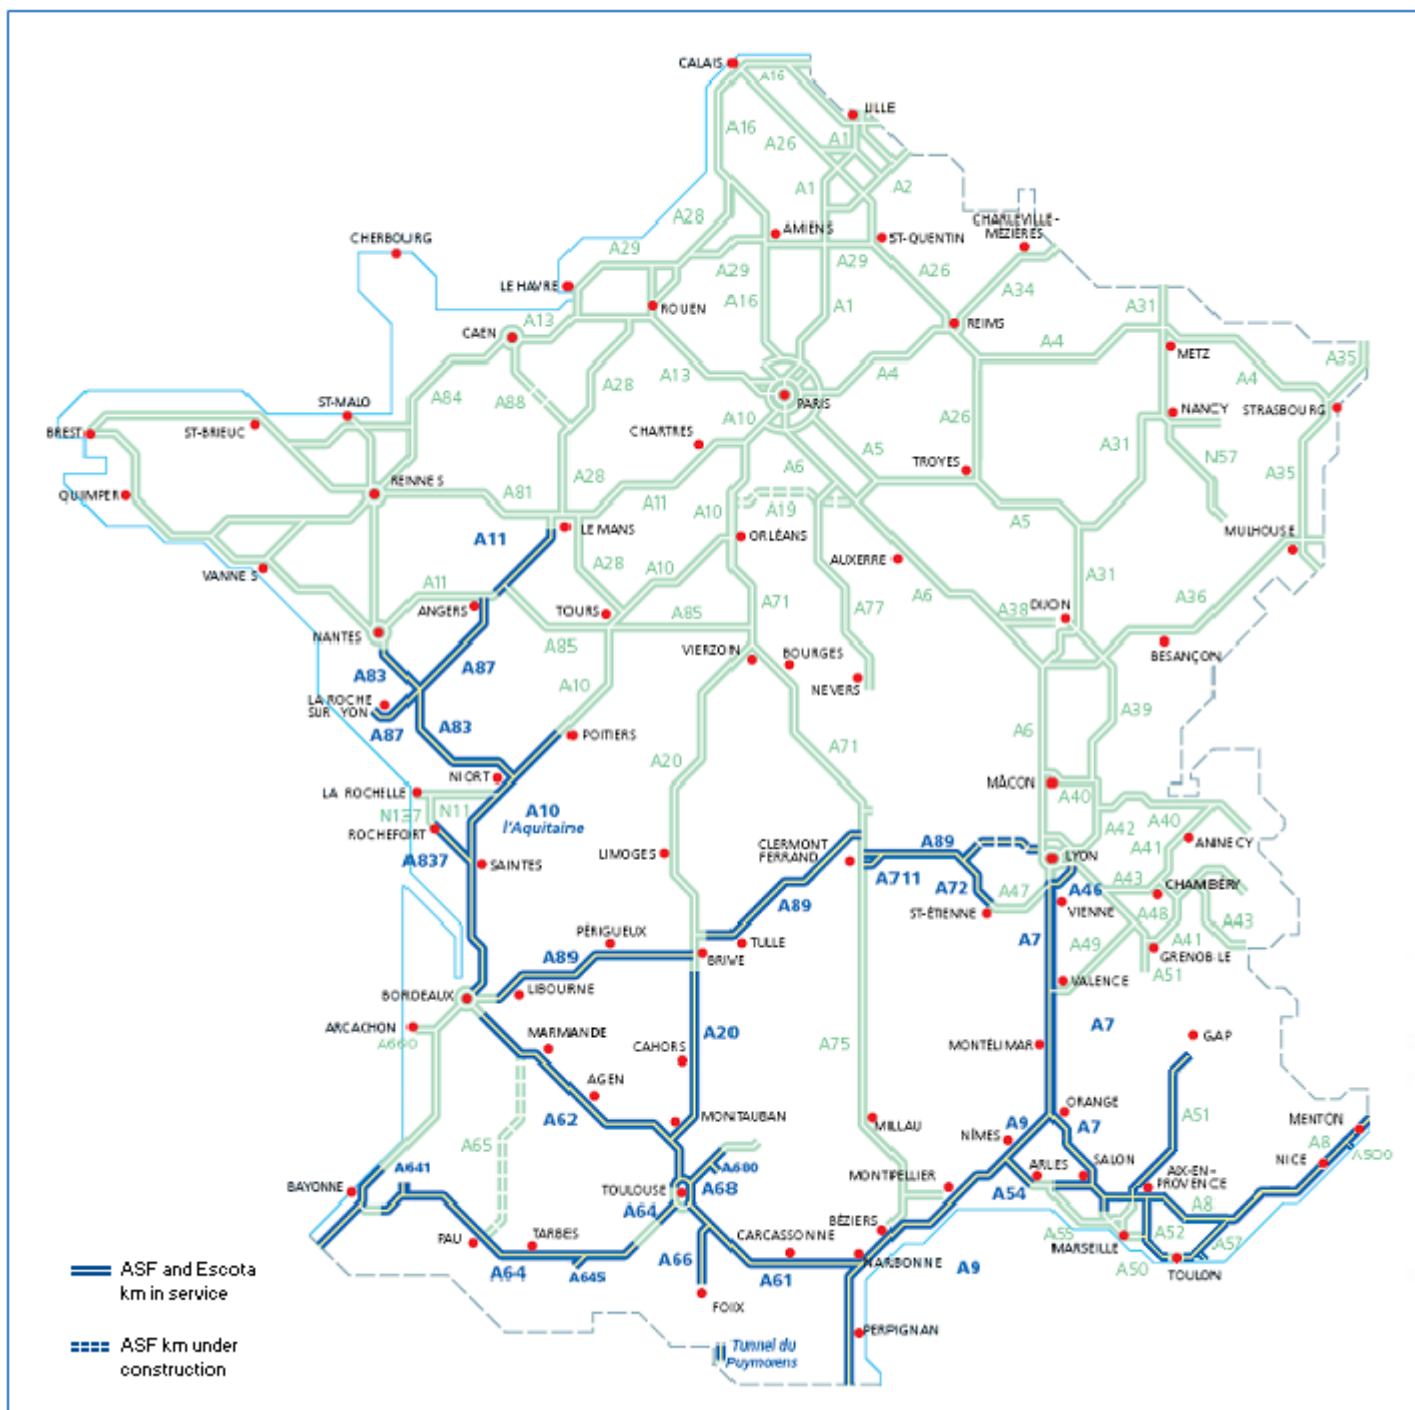 CALAIS
A16
LILLE
A16
A26
A1
A1
A2
A28
AMIENS
ST-QUENTIN
CHARLEVILLE-
MÉZIÈRES
CHERBOURG
A29
A29
A29
A26
LE HAVRE
A16
A1
A34
A31
ROUEN
REIMS
A13
CAEN
METZ
A4
A35
A28
A13
A4
A4
A84
A88
PARIS
ST-MALO
NANCY
STRASBOURG
A26
A10
BREST
ST-BRIEUC
CHARTRES
A5
A31
N57
A6
TROYES
A35
A28
QUIMPER
RENNES
A81
A11
A10
A19
A5
LE MANS
ORLÉANS
MULHOUSE
A11
AUXERRE
VANNES
A28
A10
A31
A11
A71
A77
A6
A36
ANGERS
TOURS
A85
A38
DIJON
NANTES
A85
VIERZOIN
BOURGES
BESANÇON
A83
A87
A10
NEVERS
LA ROCHE
SUR YON
A39
A87
A83
POITIERS
A6
A20
A71
NIORT
MÂCON
LA ROCHELLE
A40
N137
N11
A10
l'Aquitaine
ROCHEFORT
A42
A40
ANNECY
CLERMONT
FERRAND
A89
A41
A837
SAINTES
LIMOGES
LYON
A711
A72
A47
A46
A43
CHAMBÉRY
A89
ST-ÉTIENNE
VIENNE
A48
A43
PÉRIGUEUX
TULLE
A7
A49
A41
A89
BRIVE
GRENOBLE
A51
BORDEAUX
LIBOURNE
VALENCE
ARCACHON
A660
MARMANDE
CAHORS
A20
A75
A7
GAP
MONTÉLIMAR
AGEN
A62
MONTAUBAN
MILLAU
ORANGE
A51
A9
A7
MENTON
NÎMES
A65
A8
A500
A641
A680
NICE
MONTPELLIER
ARLES
SALON
AIX-EN-
PROVENCE
BAYONNE
TOULOUSE
A68
A54
A64
A8
BÉZIERS
A55
A52
A57
PAU
TARBES
CARCASSONNE
MARSEILLE
A64
A645
A66
A61
NARBONNE
A9
A50
TOULON
ASF and Escota
km in service
FOIX
PERPIGNAN
ASF km under
construction
Tunnel du
Puymorens